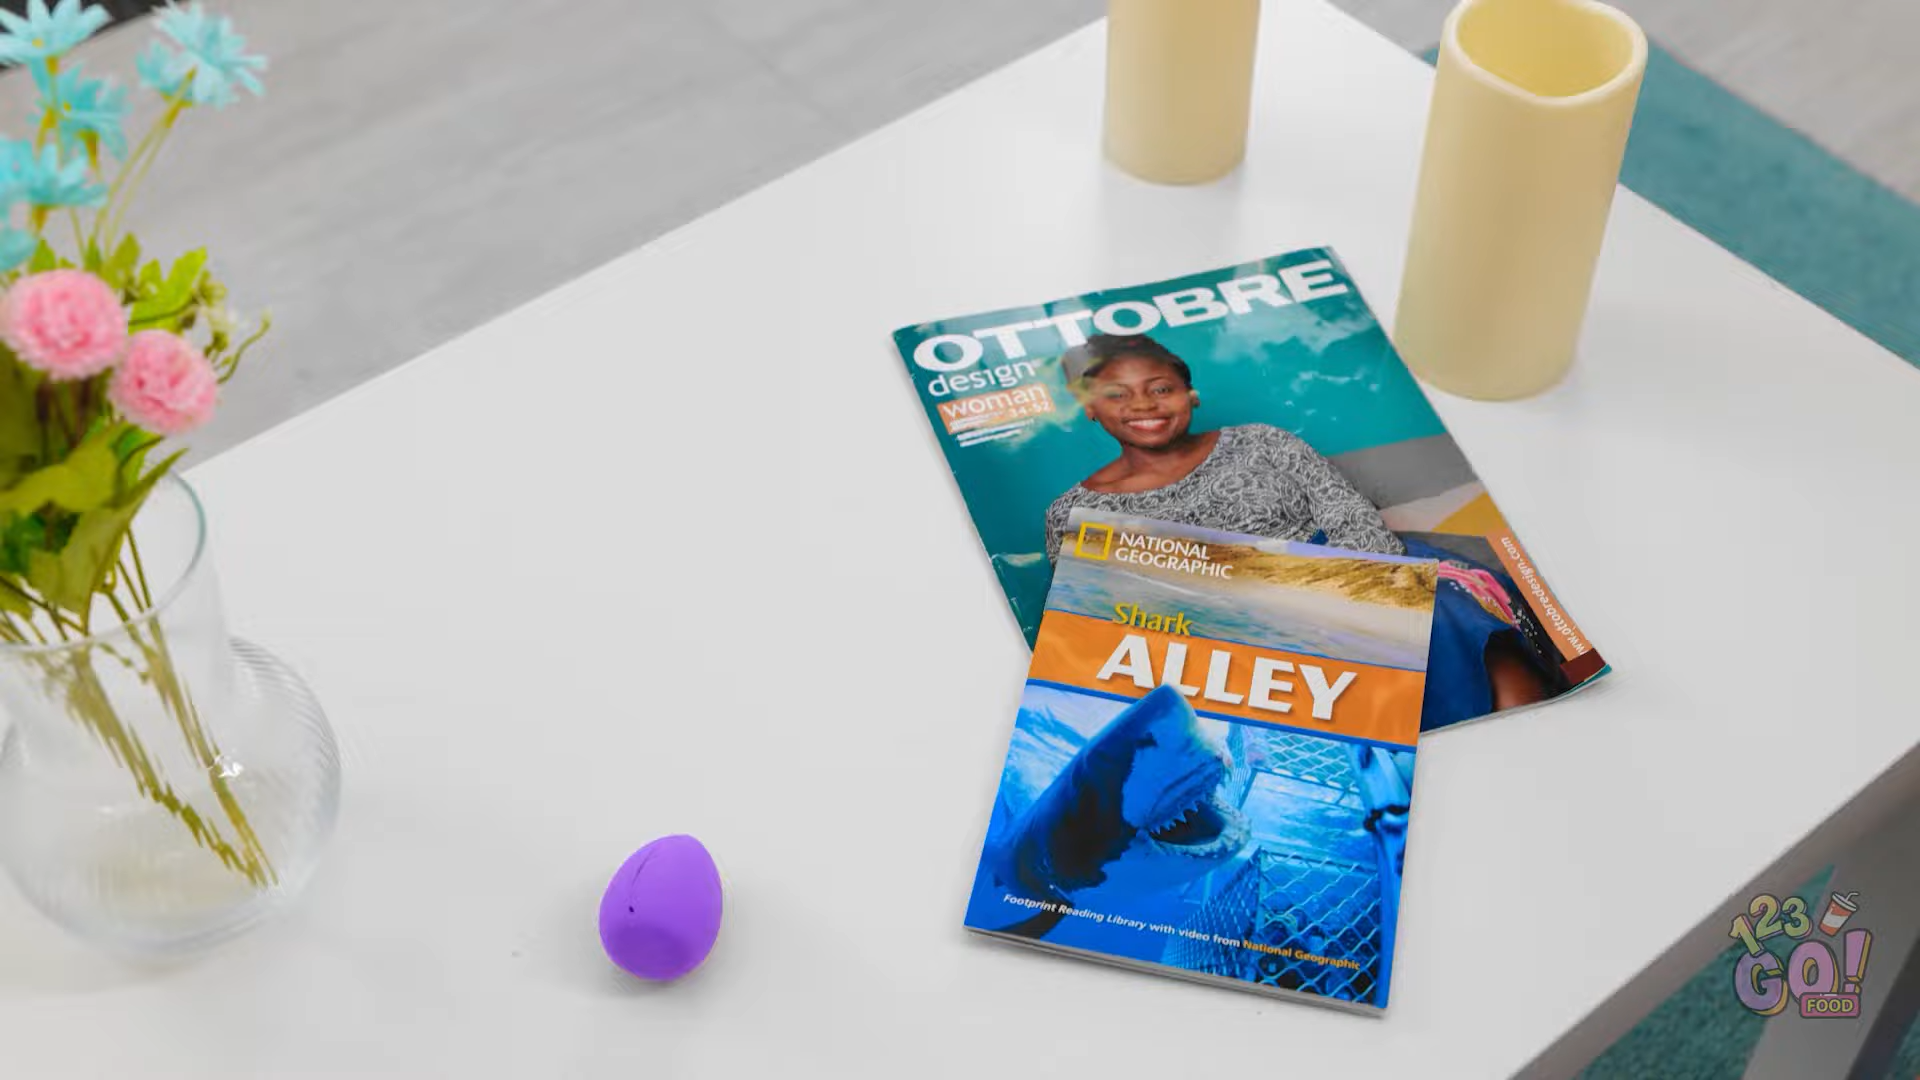 OTTOBRE
design
woman
34-52
www.ottobredesign.com
NATIONAL
GEOGRAPHIC
Shark
ALLEY
Footprint Reading Library with video from National Geographic
123
GO!
FOOD